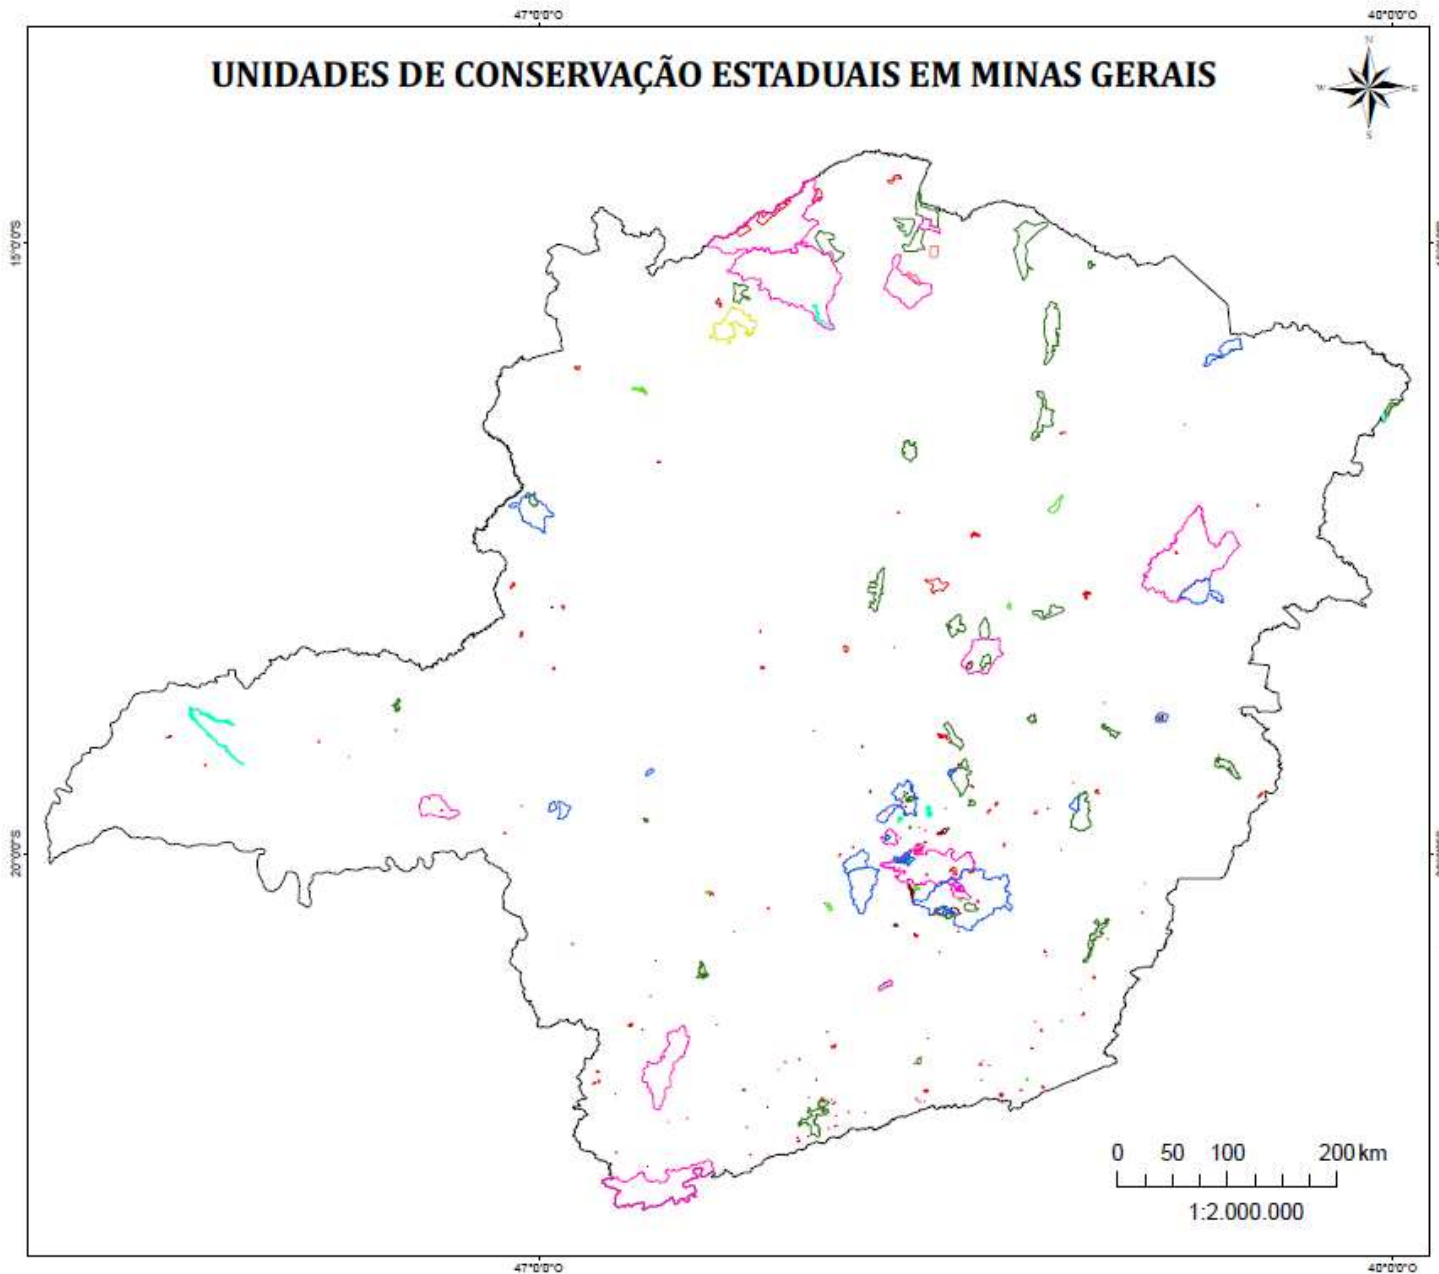 47°0'0"O 40°0'0"O
UNIDADES DE CONSERVAÇÃO ESTADUAIS EM MINAS GERAIS
N
W E
S
15°0'0"S
20°0'0"S
0 50 100 200 km
1:2.000.000
47°0'0"O 40°0'0"O